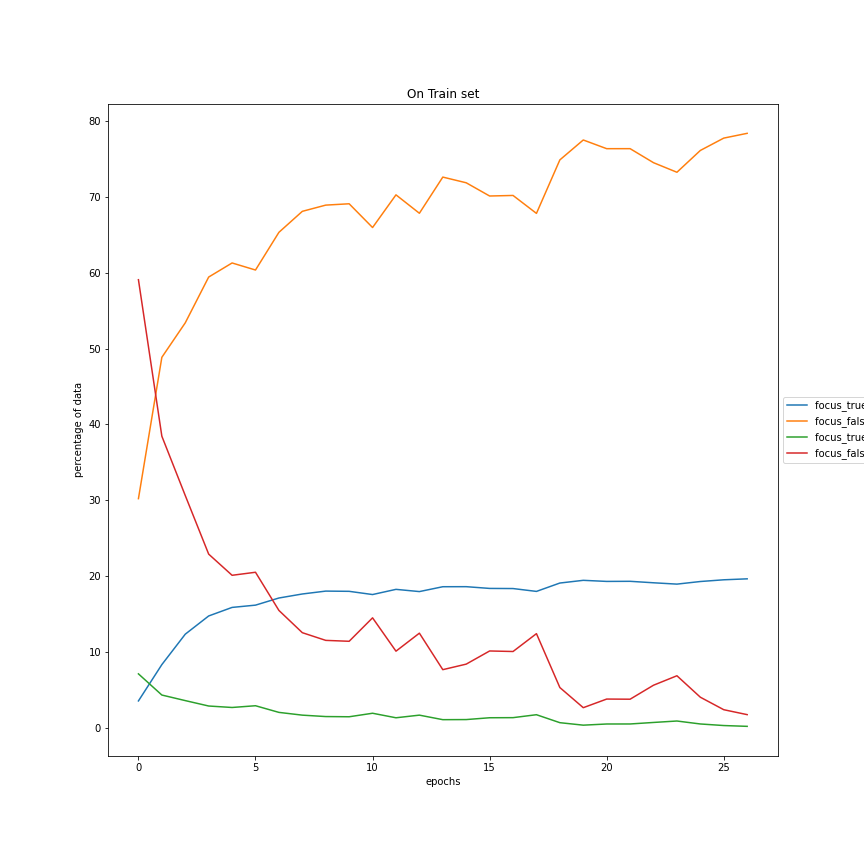 On Train set
percentage of data
80
70
60
50
40
30
20
10
0
0 5 10 15 20 25
epochs
focus_true
focus_fals
focus_true
focus_fals